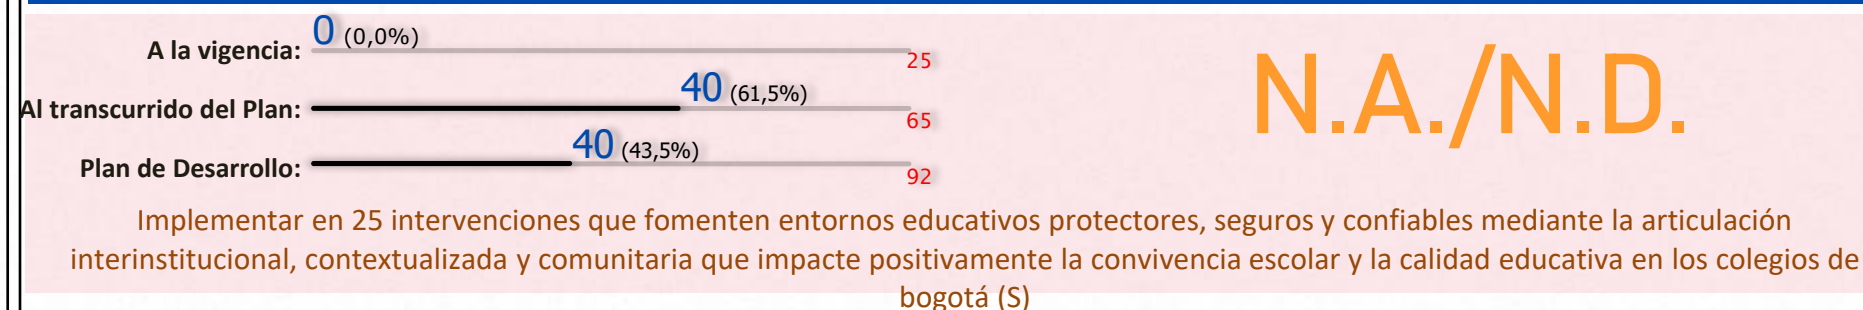 A la vigencia: 0 (0,0%) 25
Al transcurrido del Plan: 40 (61,5%) 65
Plan de Desarrollo: 40 (43,5%) 92
N.A./N.D.
Implementar en 25 intervenciones que fomenten entornos educativos protectores, seguros y confiables mediante la articulación
interinstitucional, contextualizada y comunitaria que impacte positivamente la convivencia escolar y la calidad educativa en los colegios de
bogotá (S)